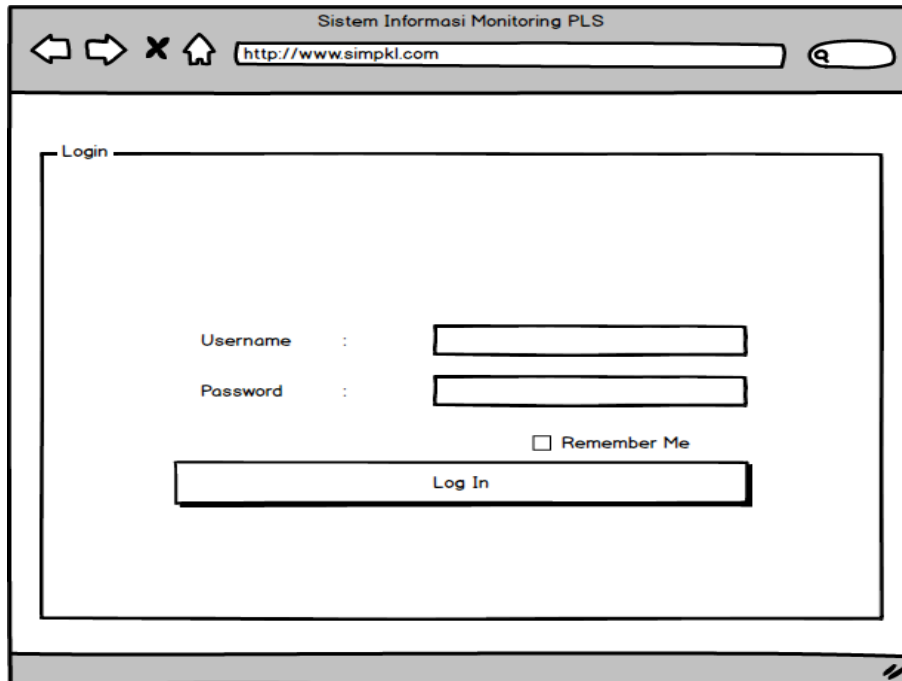 Sistem Informasi Monitoring PLS
http://www.simpkl.com
Login
Username :
Password :
Remember Me
Log In